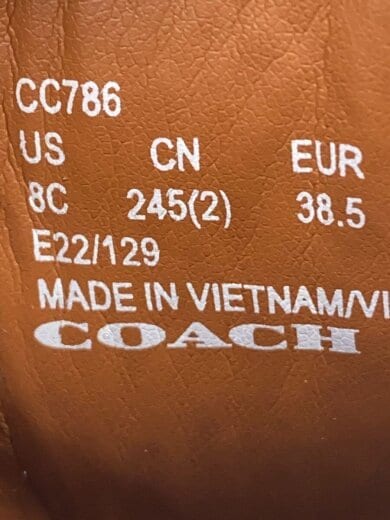 CC786
US CN EUR
8C 245(2) 38.5
E22/129
MADE IN VIETNAM/VI
COACH